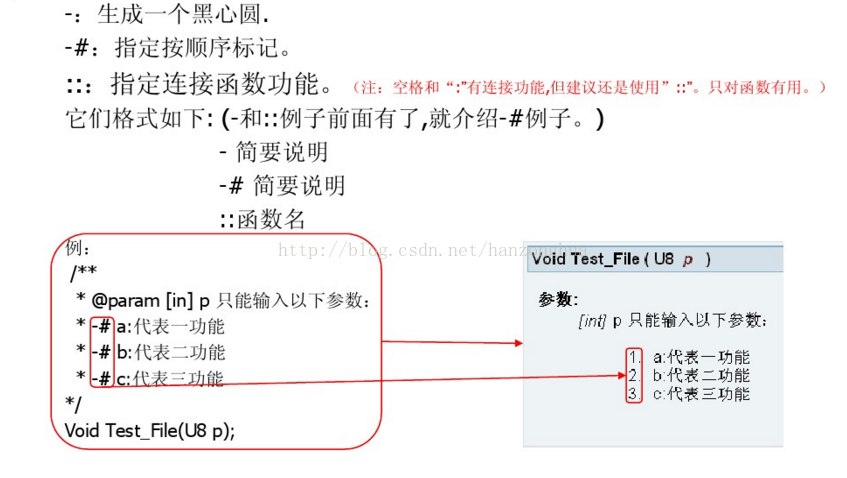 -：生成一个黑心圆.
-#：指定按顺序标记。
::：指定连接函数功能。（注：空格和“:”有连接功能,但建议还是使用”::”。只对函数有用。）
它们格式如下: (-和::例子前面有了,就介绍-#例子。)
- 简要说明
-# 简要说明
::函数名
http://blog.csdn.net/hanzonghua
例：
/**
* @param [in] p 只能输入以下参数：
* -# a:代表一功能
* -# b:代表二功能
* -# c:代表三功能
*/
Void Test_File(U8 p);
Void Test_File ( U8 p )
参数:
[int] p 只能输入以下参数：
1. a:代表一功能
2. b:代表二功能
3. c:代表三功能